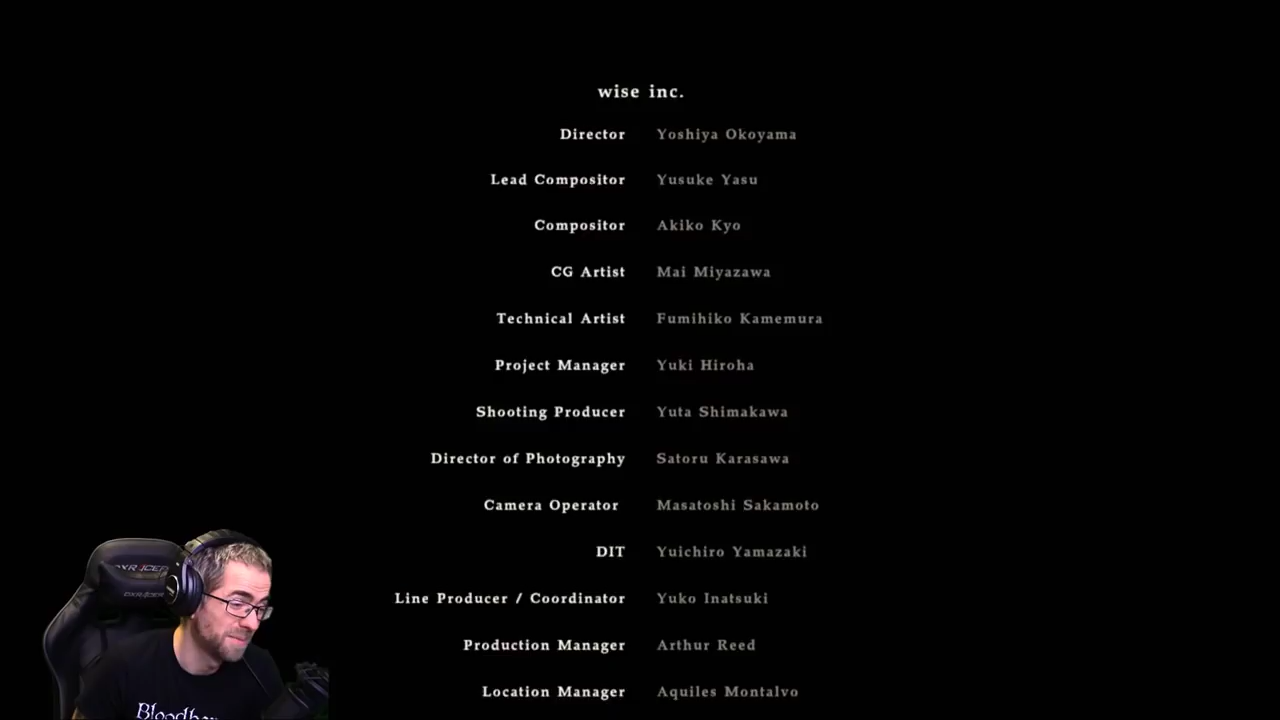 wise inc.
Director Yoshiya Okoyama
Lead Compositor Yusuke Yasu
Compositor Akiko Kyo
CG Artist Mai Miyazawa
Technical Artist Fumihiko Kamemura
Project Manager Yuki Hiroha
Shooting Producer Yuta Shimakawa
Director of Photography Satoru Karasawa
Camera Operator Masatoshi Sakamoto
DIT Yuichiro Yamazaki
Line Producer / Coordinator Yuko Inatsuki
Production Manager Arthur Reed
Location Manager Aquiles Montalvo